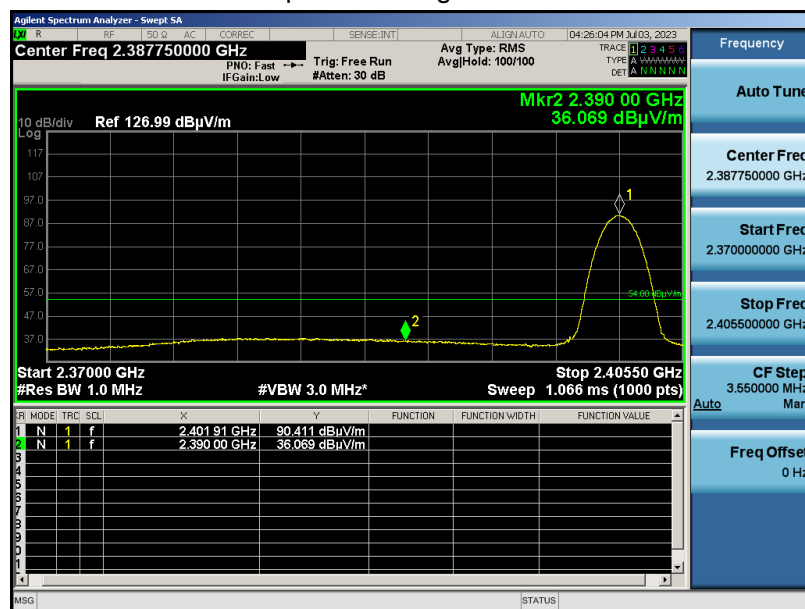 Agilent Spectrum Analyzer - Swept SA
LXI R RF 50 Ω AC CORREC SENSE:INT ALIGN AUTO 04:26:04 PM Jul 03, 2023
Center Freq 2.387750000 GHz
PNO: Fast
IFGain:Low
Trig: Free Run
#Atten: 30 dB
Avg Type: RMS
Avg|Hold: 100/100
TRACE 1 2 3 4 5 6
TYPE A WWWWW
DET A N N N N N
Mkr2 2.390 00 GHz
36.069 dBµV/m
10 dB/div Ref 126.99 dBµV/m
Log
117
107
97.0
87.0
77.0
67.0
57.0
47.0
37.0
1
2
54.00 dBµV/m
Start 2.37000 GHz Stop 2.40550 GHz
#Res BW 1.0 MHz #VBW 3.0 MHz* Sweep 1.066 ms (1000 pts)
MODE TRC SCL X Y FUNCTION FUNCTION WIDTH FUNCTION VALUE
1 N 1 f 2.401 91 GHz 90.411 dBµV/m
2 N 1 f 2.390 00 GHz 36.069 dBµV/m
3
4
5
6
7
8
9
MSG STATUS
Frequency
Auto Tune
Center Freq
2.387750000 GHz
Start Freq
2.370000000 GHz
Stop Freq
2.405500000 GHz
CF Step
3.550000 MHz
Auto Man
Freq Offset
0 Hz